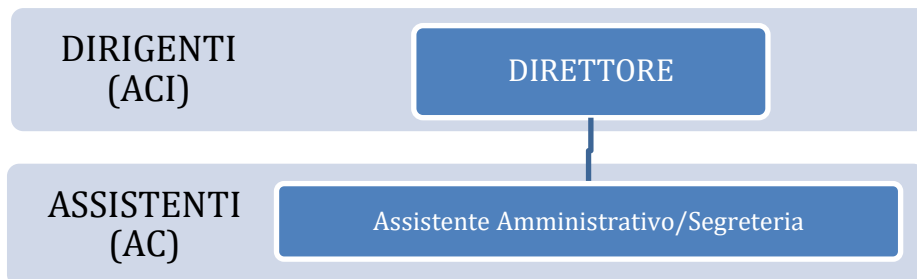 DIRIGENTI
(ACI)
DIRETTORE
ASSISTENTI
(AC)
Assistente Amministrativo/Segreteria